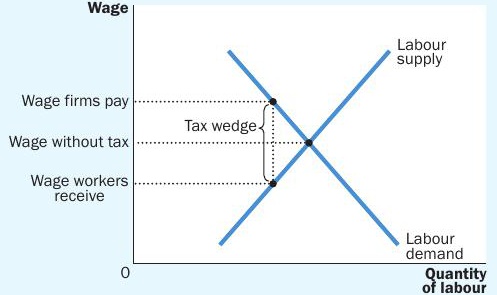 Wage
Labour
supply
Wage firms pay
Tax wedge
Wage without tax
Wage workers
receive
Labour
demand
0
Quantity
of labour